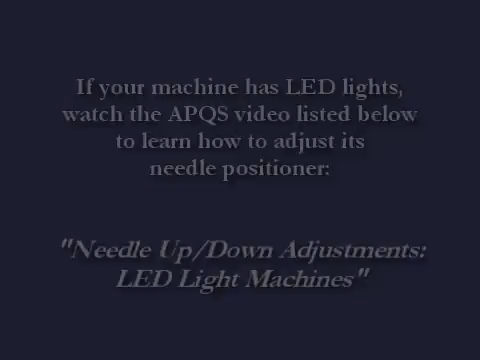 If your machine has LED lights,
watch the APQS video listed below
to learn how to adjust its
needle positioner:
"Needle Up/Down Adjustments:
LED Light Machines"